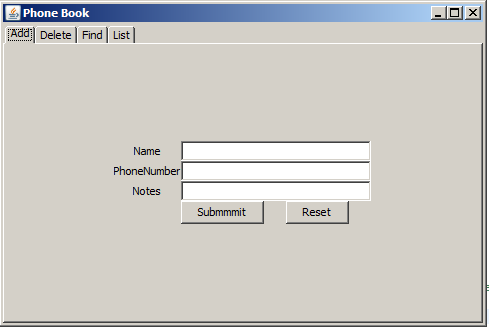 Phone Book
Add Delete Find List
Name
PhoneNumber
Notes
Submmmit Reset